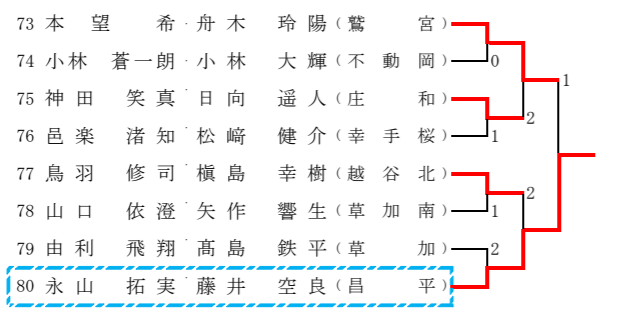 73 本望 希・舟木 玲陽（鷲宮） 0
74 小林 蒼一朗・小林 大輝（不動岡） 1
75 神田 笑真・日向 遥人（庄和） 2
76 邑楽 渚知・松﨑 健介（幸手桜） 1
77 鳥羽 修司・槇島 幸樹（越谷北） 2
78 山口 依澄・矢作 響生（草加南） 1
79 由利 飛翔・髙島 鉄平（草加） 2
80 永山 拓実・藤井 空良（昌平）